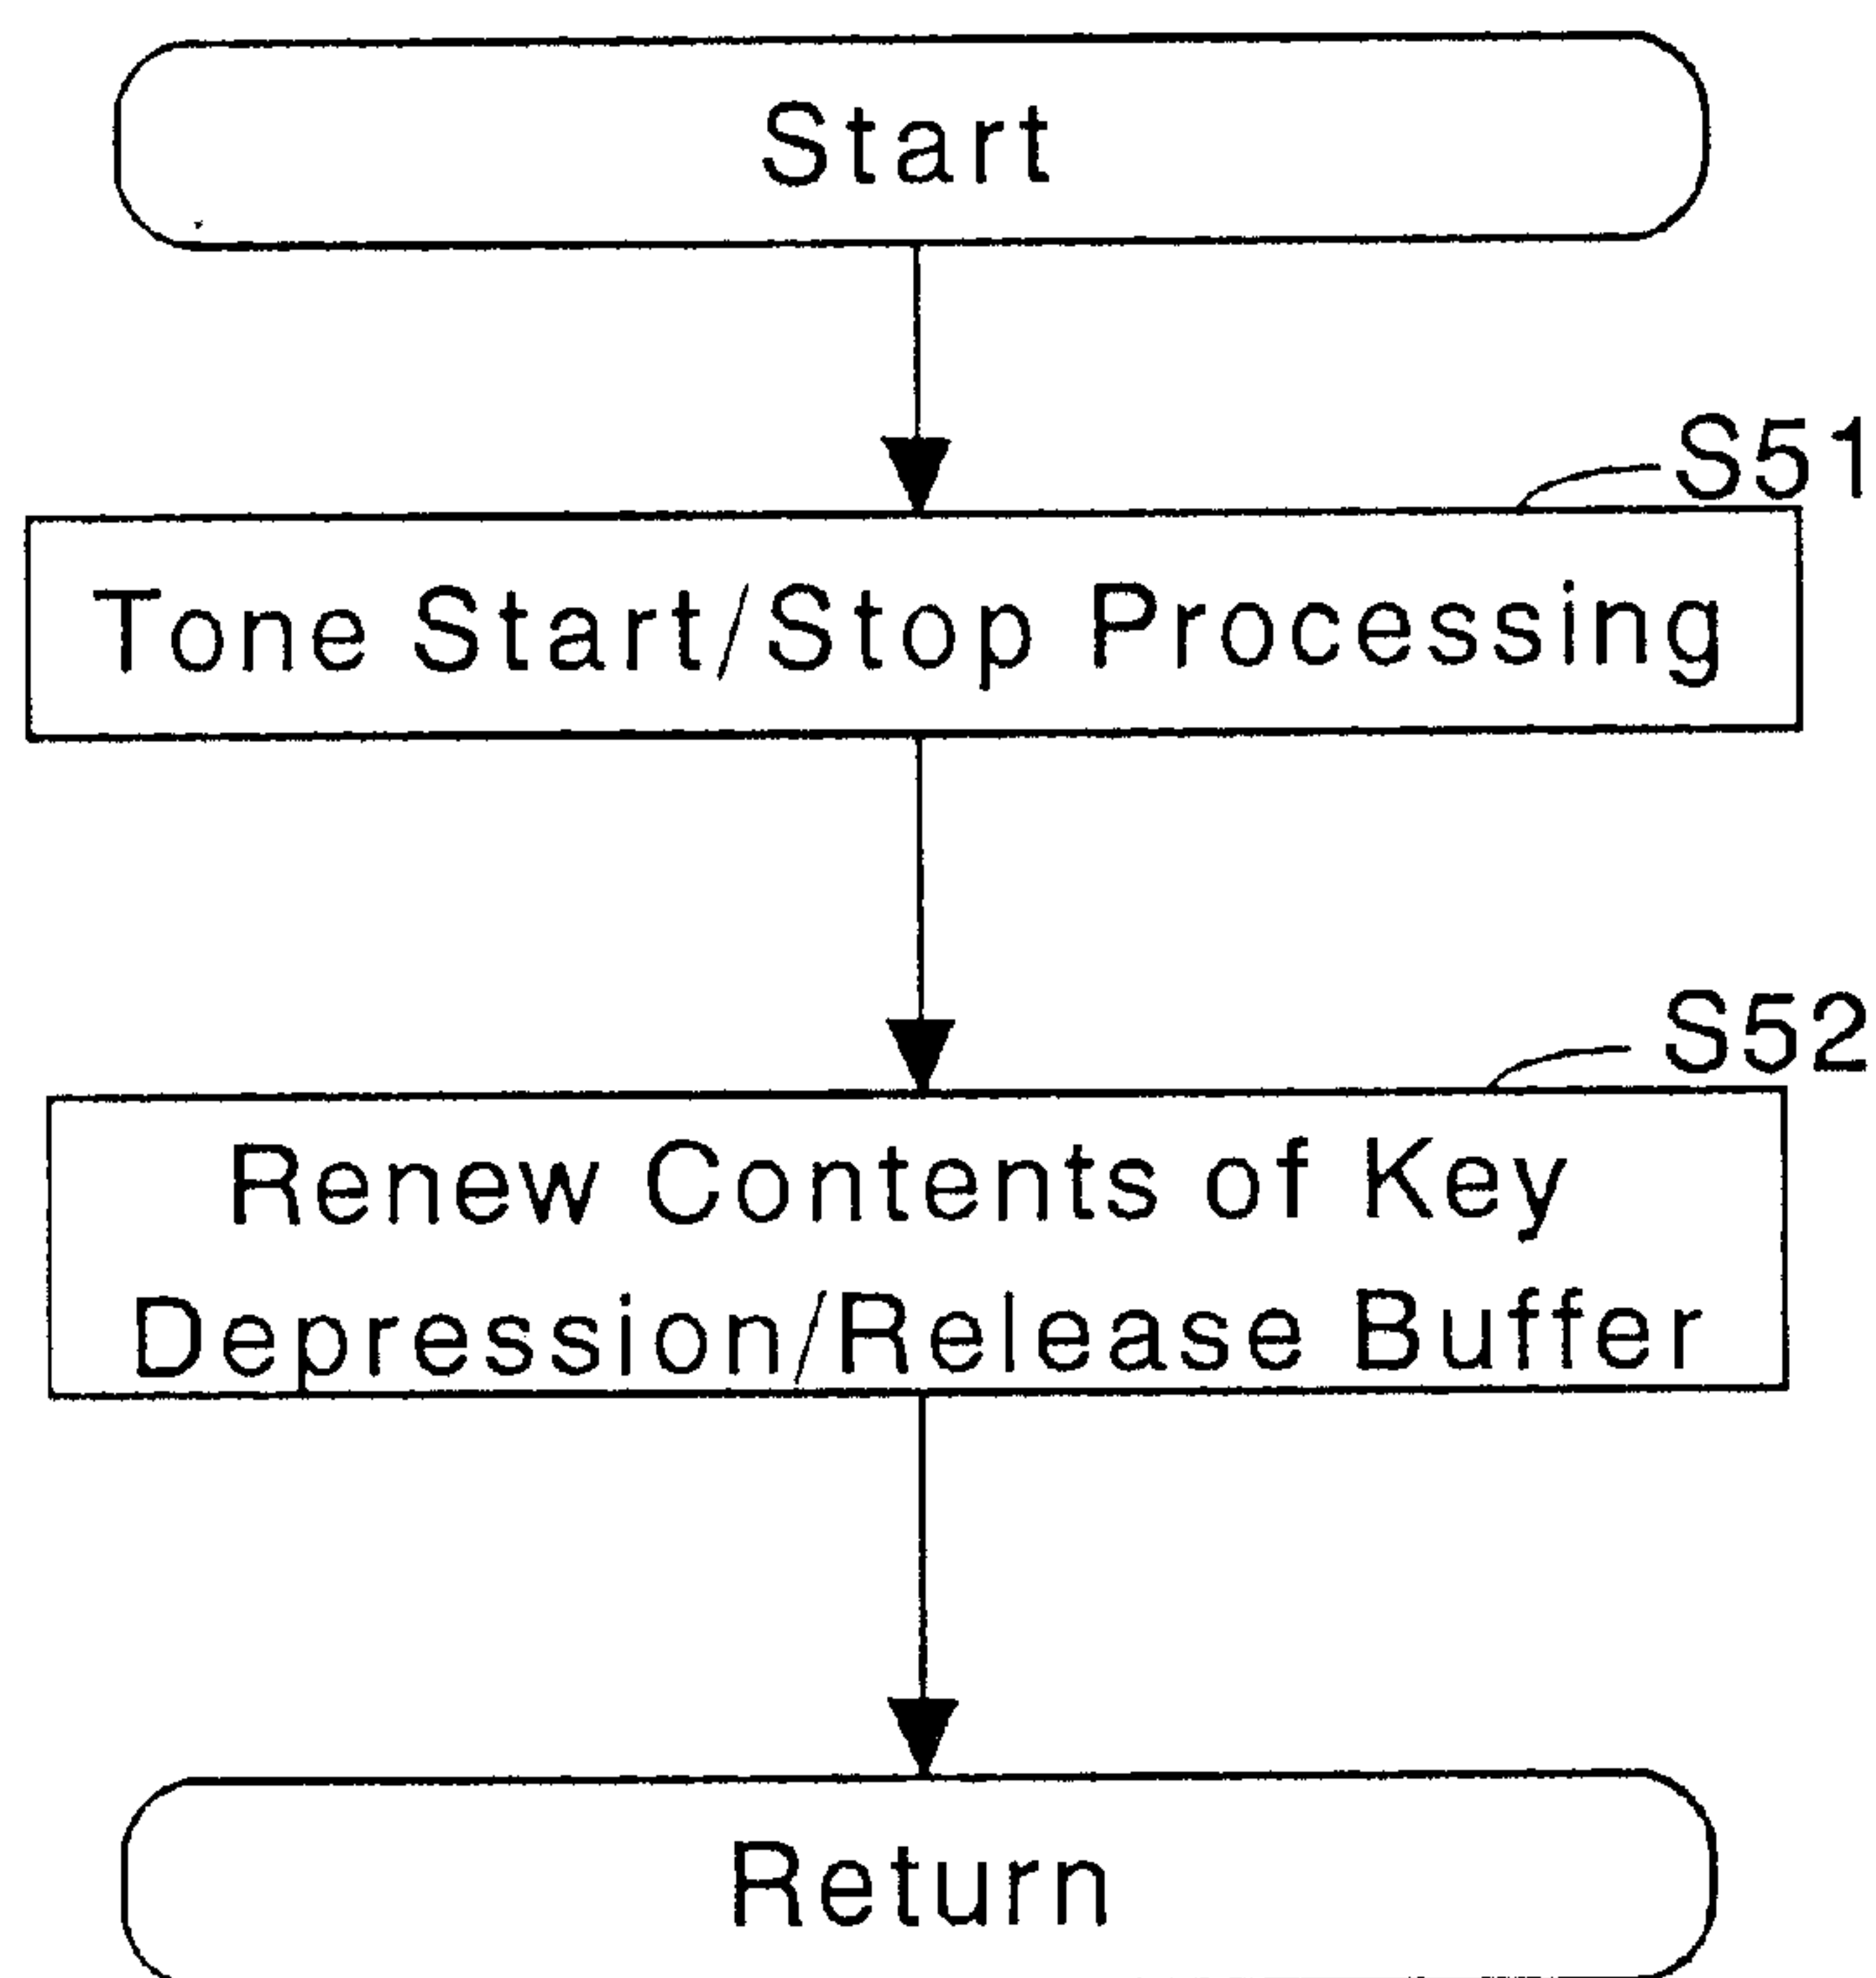 Start
S51
Tone Start/Stop Processing
S52
Renew Contents of Key
Depression/Release Buffer
Return